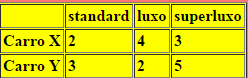 standard luxo superluxo
Carro X 2 4 3
Carro Y 3 2 5